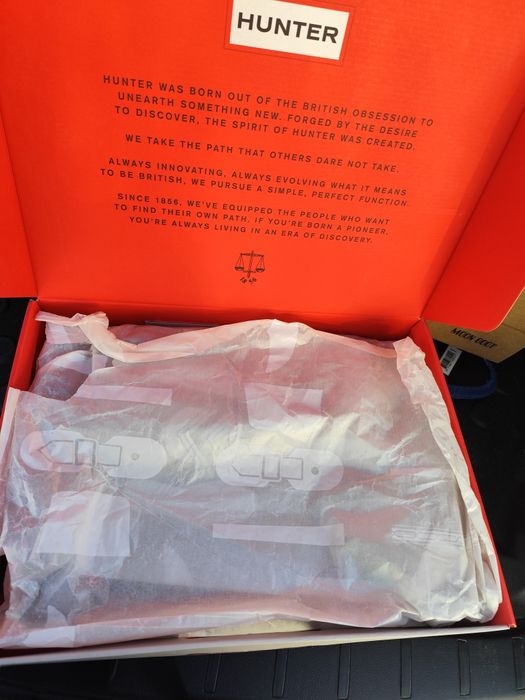 HUNTER
HUNTER WAS BORN OUT OF THE BRITISH OBSESSION TO
UNEARTH SOMETHING NEW. FORGED BY THE DESIRE
TO DISCOVER, THE SPIRIT OF HUNTER WAS CREATED.
WE TAKE THE PATH THAT OTHERS DARE NOT TAKE.
ALWAYS INNOVATING, ALWAYS EVOLVING WHAT IT MEANS
TO BE BRITISH, WE PURSUE A SIMPLE, PERFECT FUNCTION.
SINCE 1856, WE'VE EQUIPPED THE PEOPLE WHO WANT
TO FIND THEIR OWN PATH. IF YOU'RE BORN A PIONEER,
YOU'RE ALWAYS LIVING IN AN ERA OF DISCOVERY.
MOON BOOT